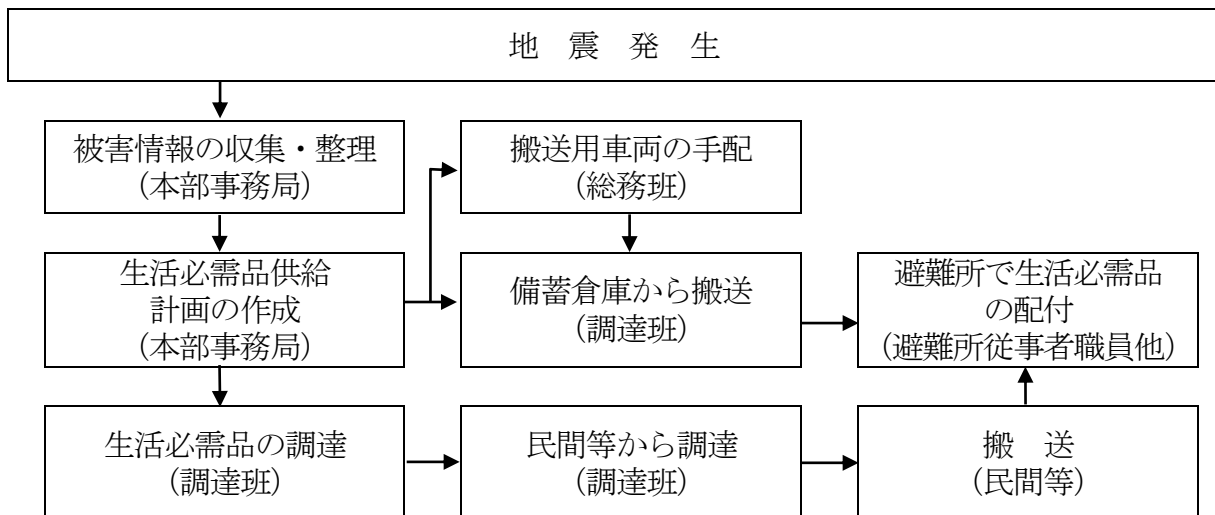 地　震　発　生
被害情報の収集・整理
（本部事務局）
搬送用車両の手配
（総務班）
生活必需品供給
計画の作成
（本部事務局）
備蓄倉庫から搬送
（調達班）
避難所で生活必需品
の配付
（避難所従事者職員他）
生活必需品の調達
（調達班）
民間等から調達
（調達班）
搬　送
（民間等）